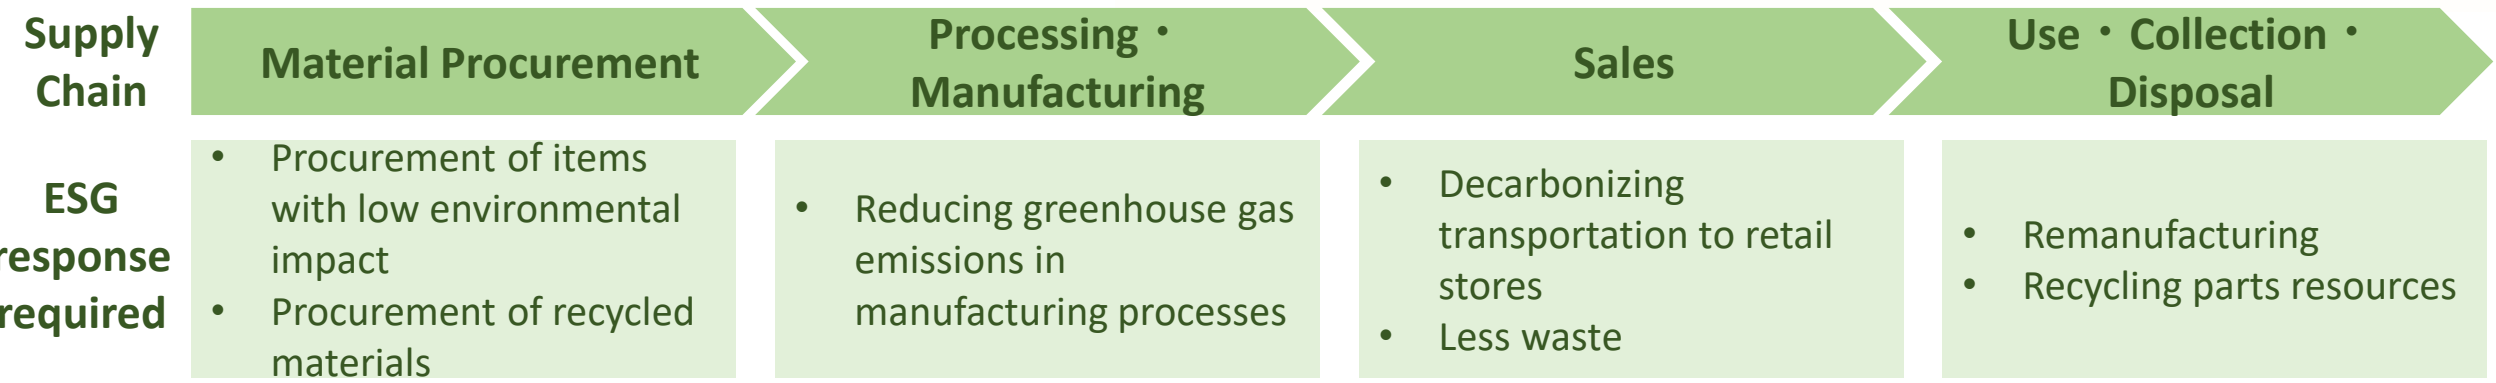 Supply
Chain
Material Procurement
Processing・
Manufacturing
Sales
Use・Collection・
Disposal
ESG
response
required
• Procurement of items
with low environmental
impact
• Procurement of recycled
materials
• Reducing greenhouse gas
emissions in
manufacturing processes
• Decarbonizing
transportation to retail
stores
• Less waste
• Remanufacturing
• Recycling parts resources